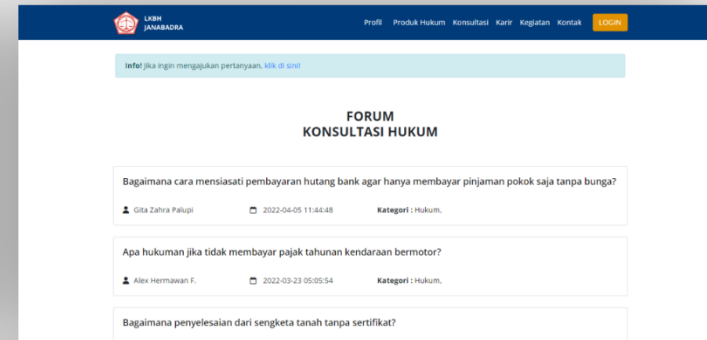 LKBH
JANABADRA
Profil Produk Hukum Konsultasi Karir Kegiatan Kontak LOGIN
Info! Jika ingin mengajukan pertanyaan, klik di sini!
FORUM
KONSULTASI HUKUM
Bagaimana cara mensiasati pembayaran hutang bank agar hanya membayar pinjaman pokok saja tanpa bunga?
Gita Zahra Palupi 2022-04-05 11:44:48 Kategori : Hukum,
Apa hukuman jika tidak membayar pajak tahunan kendaraan bermotor?
Alex Hermawan F. 2022-03-23 05:05:54 Kategori : Hukum,
Bagaimana penyelesaian dari sengketa tanah tanpa sertifikat?